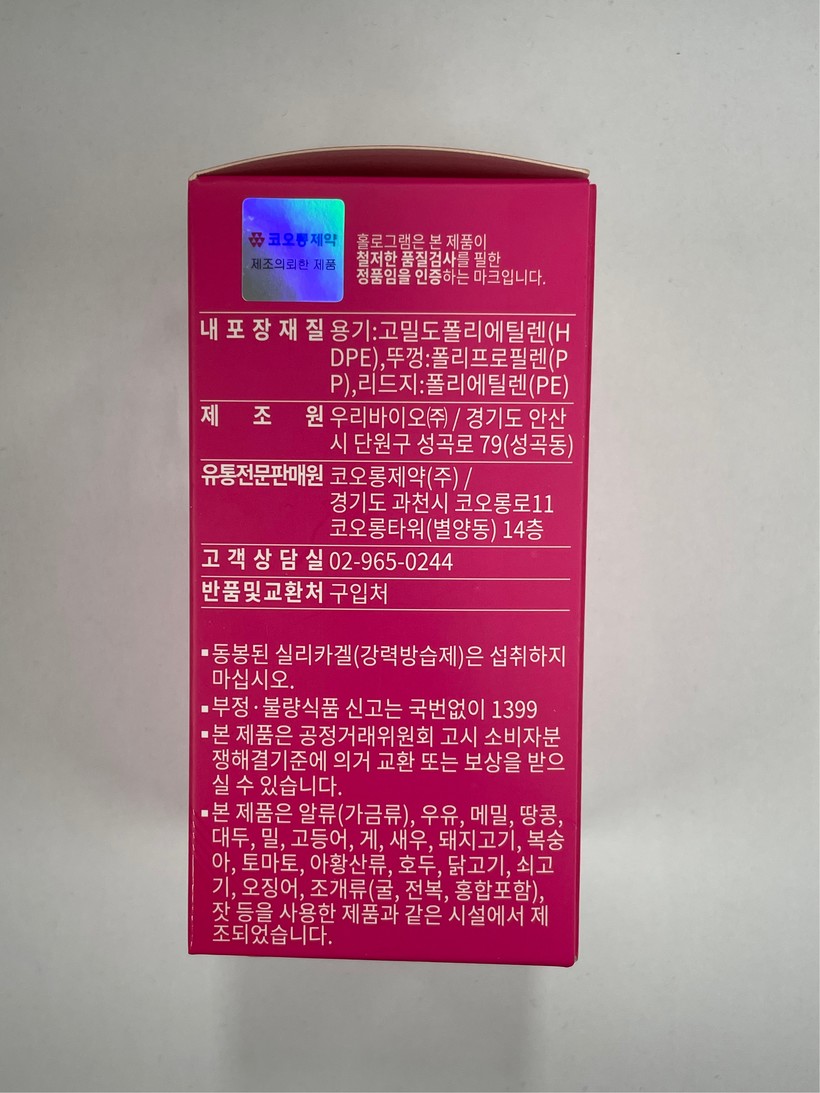 코오롱제약
제조의뢰한 제품
홀로그램은 본 제품이
철저한 품질검사를 필한
정품임을 인증하는 마크입니다.
내포장재질 용기:고밀도폴리에틸렌(H
DPE),뚜껑:폴리프로필렌(P
P),리드지:폴리에틸렌(PE)
제조원 우리바이오㈜ / 경기도 안산
시 단원구 성곡로 79(성곡동)
유통전문판매원 코오롱제약(주) /
경기도 과천시 코오롱로11
코오롱타워(별양동) 14층
고객상담실 02-965-0244
반품및교환처 구입처
▪동봉된 실리카겔(강력방습제)은 섭취하지
마십시오.
▪부정·불량식품 신고는 국번없이 1399
▪본 제품은 공정거래위원회 고시 소비자분
쟁해결기준에 의거 교환 또는 보상을 받으
실 수 있습니다.
▪본 제품은 알류(가금류), 우유, 메밀, 땅콩,
대두, 밀, 고등어, 게, 새우, 돼지고기, 복숭
아, 토마토, 아황산류, 호두, 닭고기, 쇠고
기, 오징어, 조개류(굴, 전복, 홍합포함),
잣 등을 사용한 제품과 같은 시설에서 제
조되었습니다.